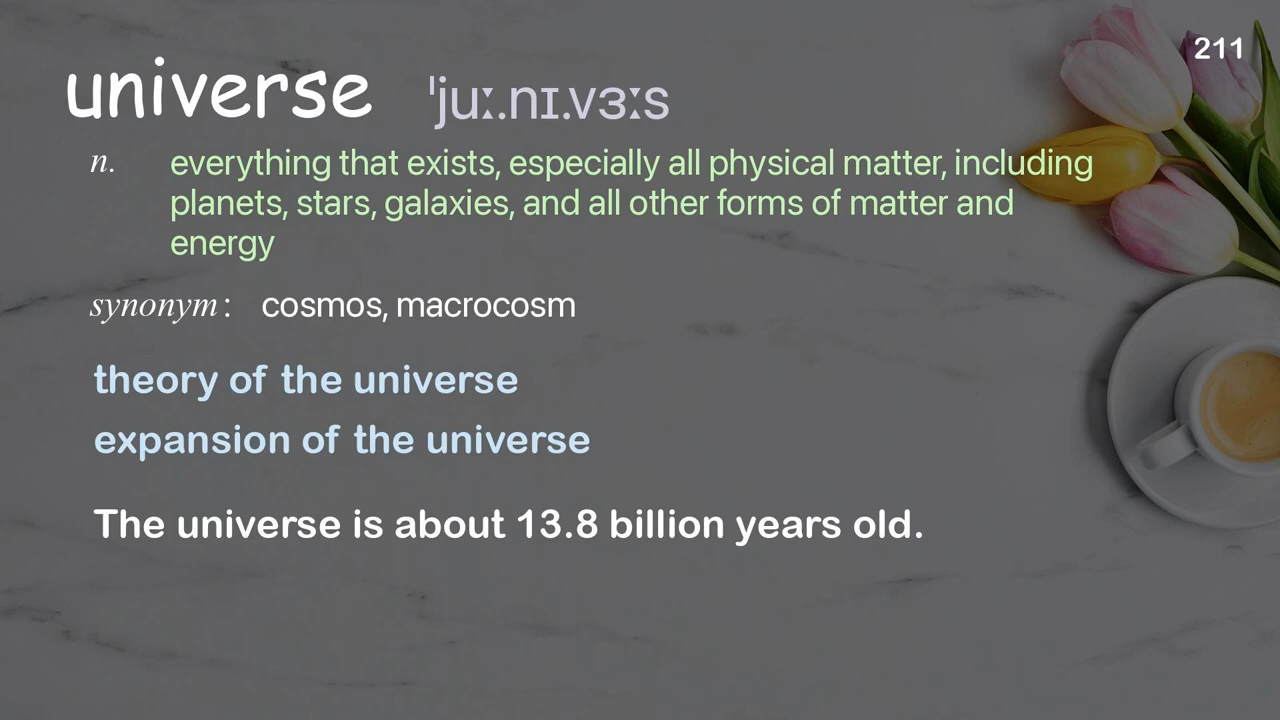 211
universe ˈjuː.nɪ.vɜːs
n. everything that exists, especially all physical matter, including
planets, stars, galaxies, and all other forms of matter and
energy
synonym: cosmos, macrocosm
theory of the universe
expansion of the universe
The universe is about 13.8 billion years old.